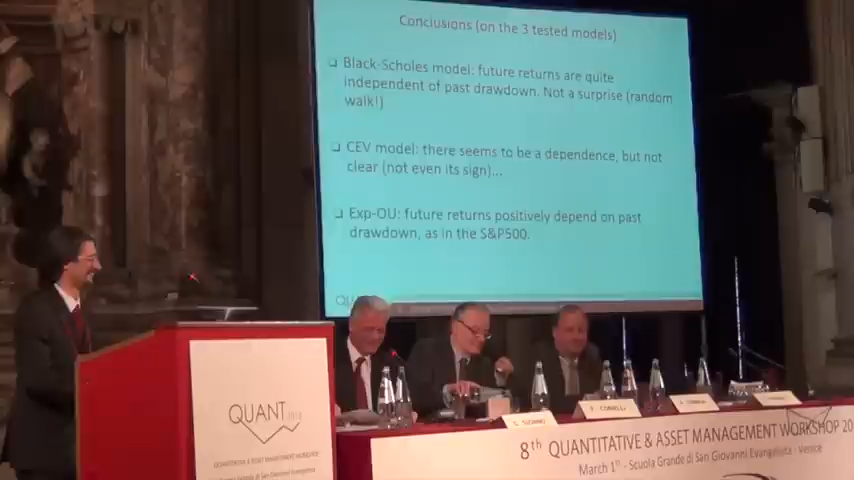 Conclusions (on the 3 tested models)
❑ Black-Scholes model: future returns are quite
independent of past drawdown. Not a surprise (random
walk!)
❑ CEV model: there seems to be a dependence, but not
clear (not even its sign)...
❑ Exp-OU: future returns positively depend on past
drawdown, as in the S&P500.
QUANT
8th QUANTITATIVE & ASSET MANAGEMENT WORKSHOP 20
March 1st - Scuola Grande di San Giovanni Evangelista - Venice